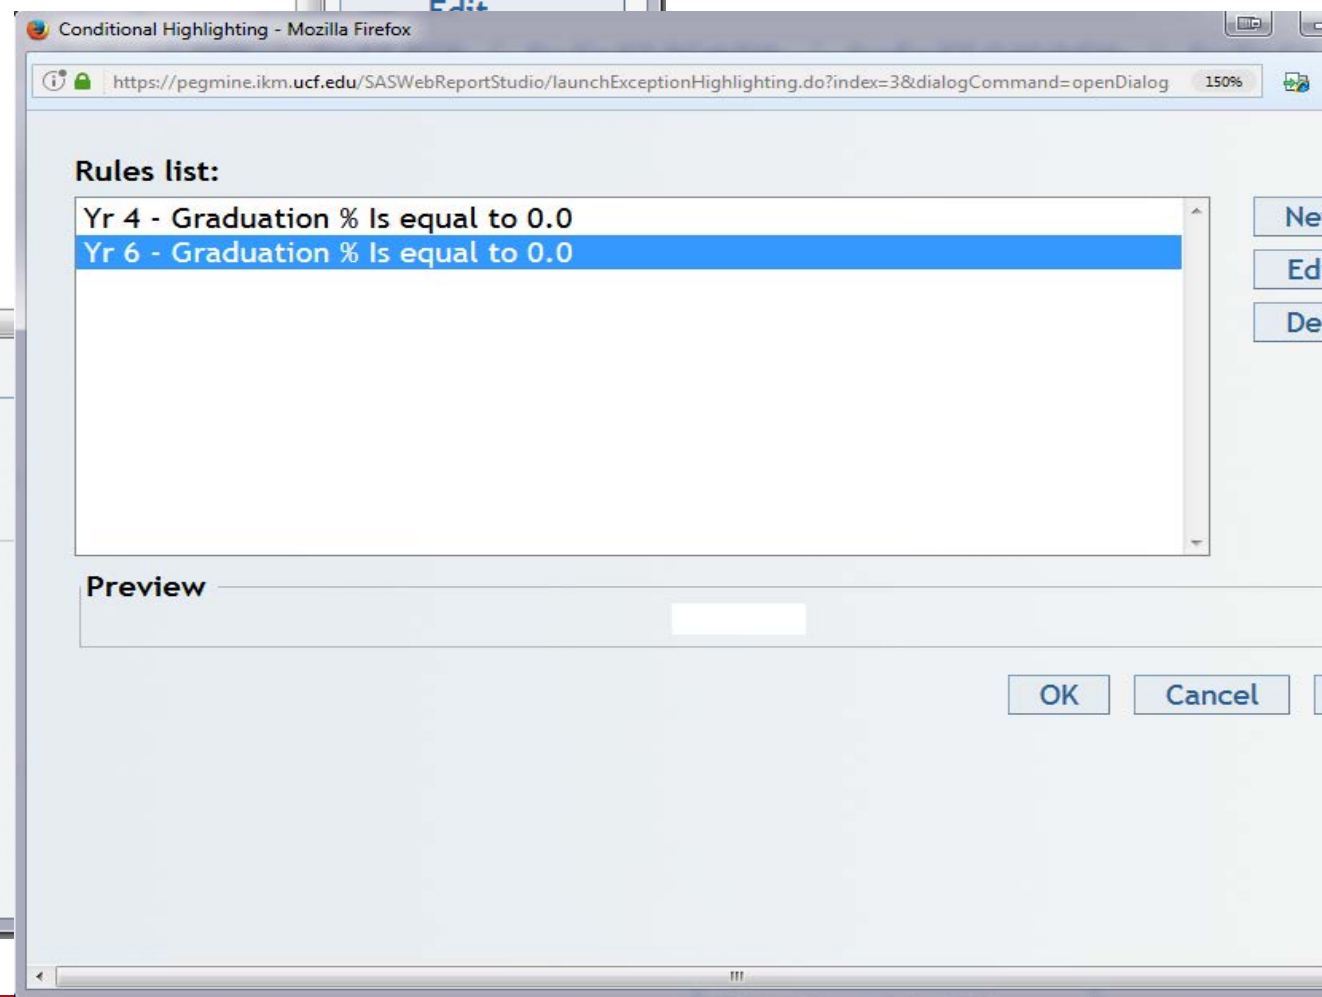 Edit
Conditional Highlighting - Mozilla Firefox
https://pegmine.ikm.ucf.edu/SASWebReportStudio/launchExceptionHighlighting.do?index=3&dialogCommand=openDialog 150%
Rules list:
Yr 4 - Graduation % Is equal to 0.0
Yr 6 - Graduation % Is equal to 0.0
Ne
Ed
De
Preview
OK Cancel